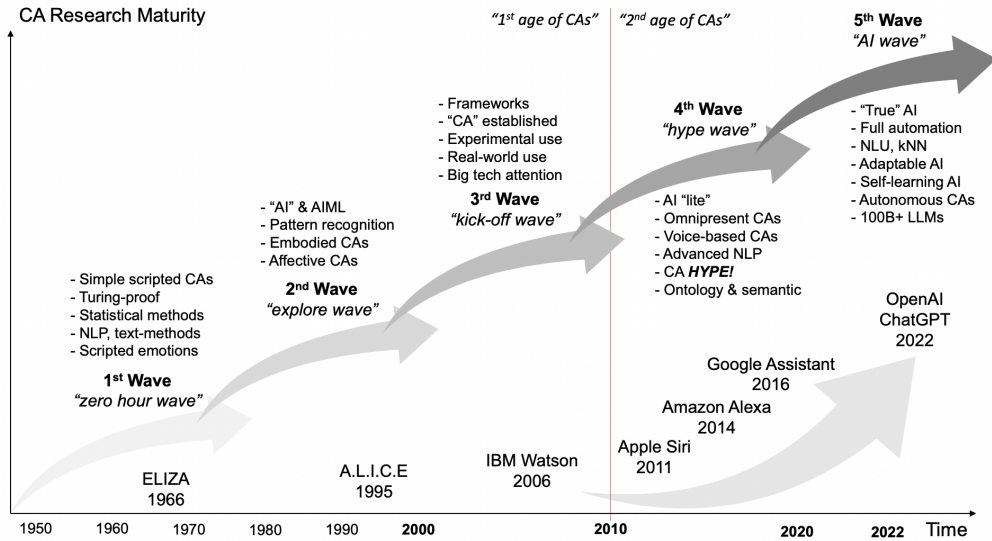 CA Research Maturity
“1st age of CAs”
“2nd age of CAs”
5th Wave
“AI wave”
- “True” AI
- Full automation
- NLU, kNN
- Adaptable AI
- Self-learning AI
- Autonomous CAs
- 100B+ LLMs
4th Wave
“hype wave”
- AI “lite”
- Omnipresent CAs
- Voice-based CAs
- Advanced NLP
- CA HYPE!
- Ontology & semantic
- Frameworks
- “CA” established
- Experimental use
- Real-world use
- Big tech attention
3rd Wave
“kick-off wave”
- “AI” & AIML
- Pattern recognition
- Embodied CAs
- Affective CAs
2nd Wave
“explore wave”
- Simple scripted CAs
- Turing-proof
- Statistical methods
- NLP, text-methods
- Scripted emotions
1st Wave
“zero hour wave”
ELIZA
1966
A.L.I.C.E
1995
IBM Watson
2006
Apple Siri
2011
Amazon Alexa
2014
Google Assistant
2016
OpenAI
ChatGPT
2022
1950 1960 1970 1980 1990 2000 2010 2020 2022 Time